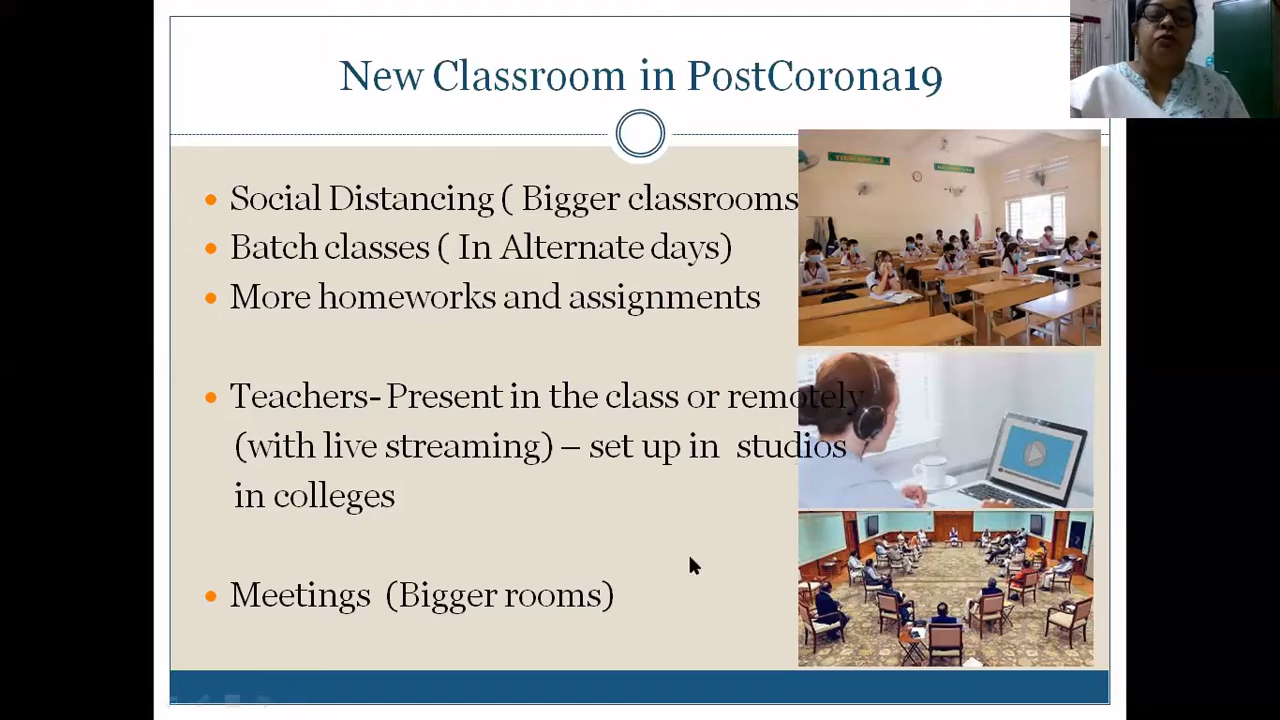 New Classroom in PostCorona19
Social Distancing ( Bigger classrooms
Batch classes ( In Alternate days)
More homeworks and assignments
Teachers- Present in the class or remotely
(with live streaming) – set up in studios
in colleges
Meetings (Bigger rooms)